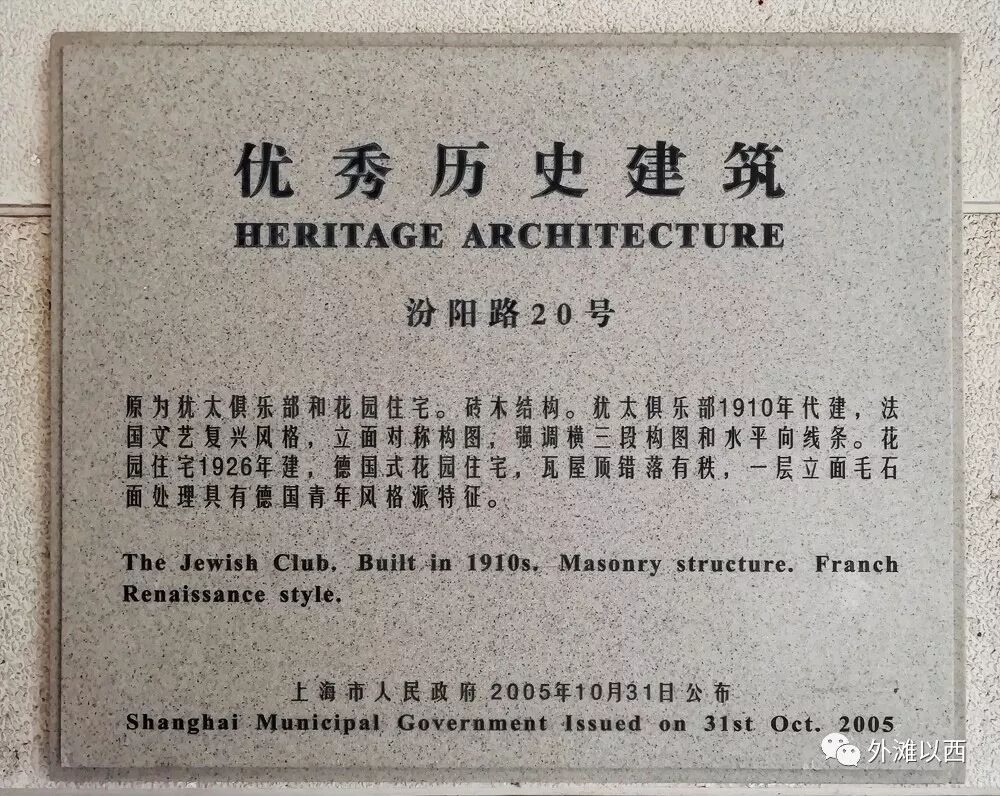 优秀历史建筑
HERITAGE ARCHITECTURE
汾阳路20号
原为犹太俱乐部和花园住宅。砖木结构。犹太俱乐部1910年代建，法
国文艺复兴风格，立面对称构图，强调横三段构图和水平向线条。花
园住宅1926年建，德国式花园住宅，瓦屋顶错落有秩，一层立面毛石
面处理具有德国青年风格派特征。
The Jewish Club. Built in 1910s. Masonry structure. Franch
Renaissance style.
上海市人民政府 2005年10月31日公布
Shanghai Municipal Government Issued on 31st Oct. 2005
外滩以西